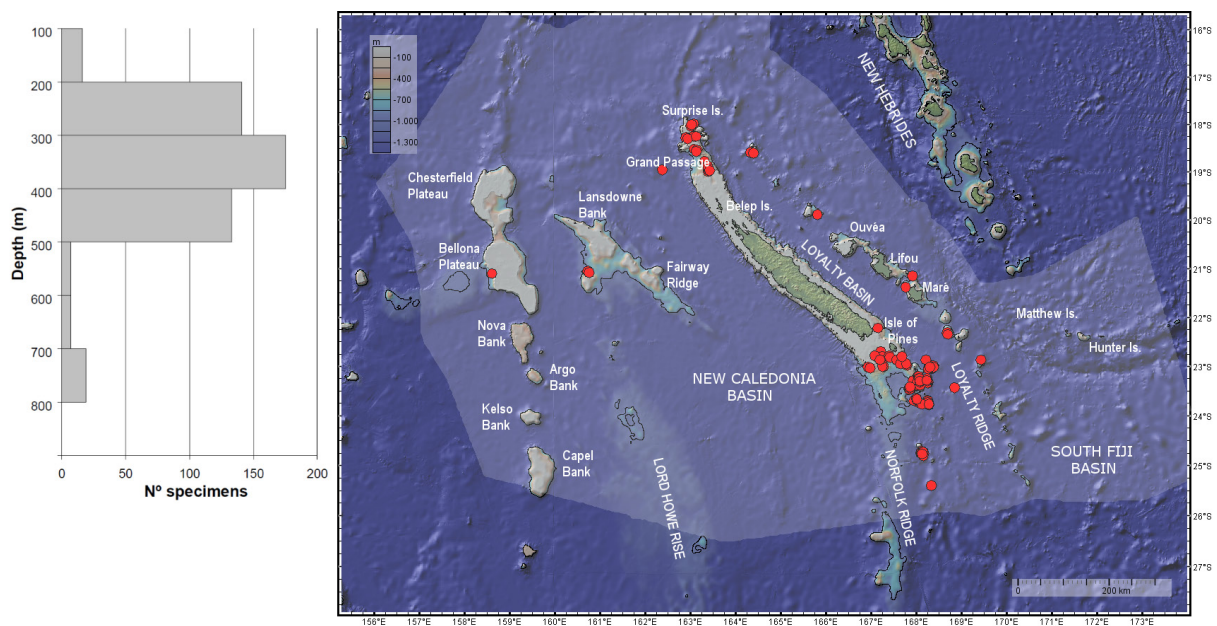 100
200
300
400
500
600
700
800
Depth (m)
0
50
100
150
200
Nº specimens
m
-100
-400
-700
-1.000
-1.300
NEW HEBRIDES
Surprise Is.
Grand Passage
Chesterfield
Plateau
Lansdowne
Bank
Belep Is.
Ouvéa
Bellona
Plateau
Fairway
Ridge
LOYALTY BASIN
Lifou
Maré
Nova
Bank
Isle of
Pines
Matthew Is.
Hunter Is.
Argo
Bank
NEW CALEDONIA
BASIN
LOYALTY RIDGE
Kelso
Bank
Capel
Bank
LORD HOWE RISE
NORFOLK RIDGE
SOUTH FIJI
BASIN
0
200 km
16°S
17°S
18°S
19°S
20°S
21°S
22°S
23°S
24°S
25°S
26°S
27°S
156°E
157°E
158°E
159°E
160°E
161°E
162°E
163°E
164°E
165°E
166°E
167°E
168°E
169°E
170°E
171°E
172°E
173°E